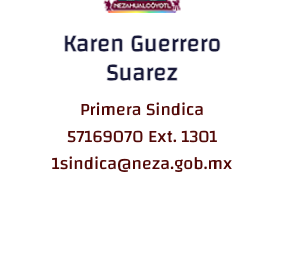 NEZAHUALCÓYOTL
Karen Guerrero
Suarez
Primera Sindica
57169070 Ext. 1301
1sindica@neza.gob.mx